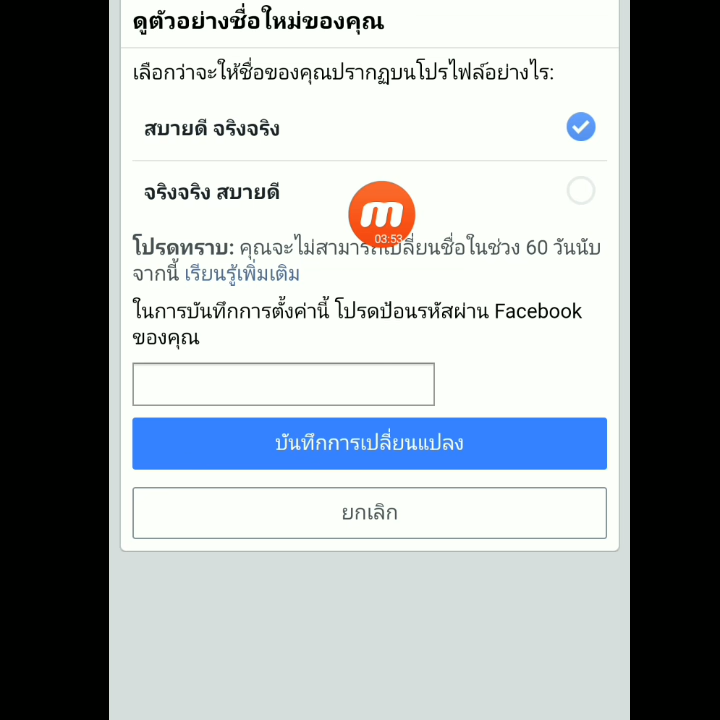 ดูตัวอย่างชื่อใหม่ของคุณ
เลือกว่าจะให้ชื่อของคุณปรากฏบนโปรไฟล์อย่างไร:
สบายดี จริงจริง
จริงจริง สบายดี
m
03:53
โปรดทราบ: คุณจะไม่สามารถเปลี่ยนชื่อในช่วง 60 วันนับ
จากนี้ เรียนรู้เพิ่มเติม
ในการบันทึกการตั้งค่านี้ โปรดป้อนรหัสผ่าน Facebook
ของคุณ
บันทึกการเปลี่ยนแปลง
ยกเลิก